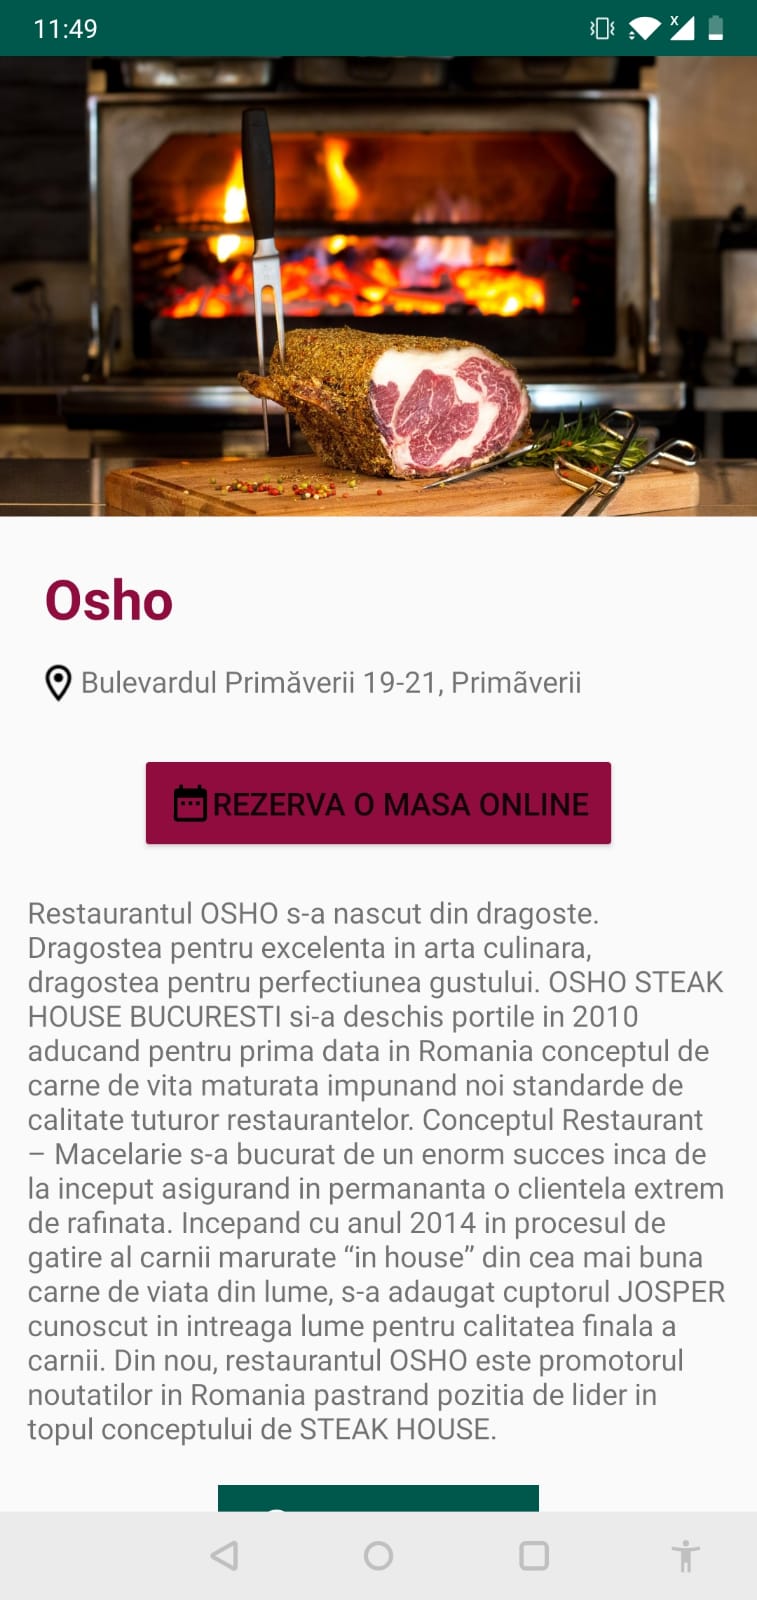 11:49
x
Osho
Bulevardul Primăverii 19-21, Primãverii
REZERVA O MASA ONLINE
Restaurantul OSHO s-a nascut din dragoste.
Dragostea pentru excelenta in arta culinara,
dragostea pentru perfectiunea gustului. OSHO STEAK
HOUSE BUCURESTI si-a deschis portile in 2010
aducand pentru prima data in Romania conceptul de
carne de vita maturata impunand noi standarde de
calitate tuturor restaurantelor. Conceptul Restaurant
– Macelarie s-a bucurat de un enorm succes inca de
la inceput asigurand in permananta o clientela extrem
de rafinata. Incepand cu anul 2014 in procesul de
gatire al carnii marurate “in house” din cea mai buna
carne de viata din lume, s-a adaugat cuptorul JOSPER
cunoscut in intreaga lume pentru calitatea finala a
carnii. Din nou, restaurantul OSHO este promotorul
noutatilor in Romania pastrand pozitia de lider in
topul conceptului de STEAK HOUSE.